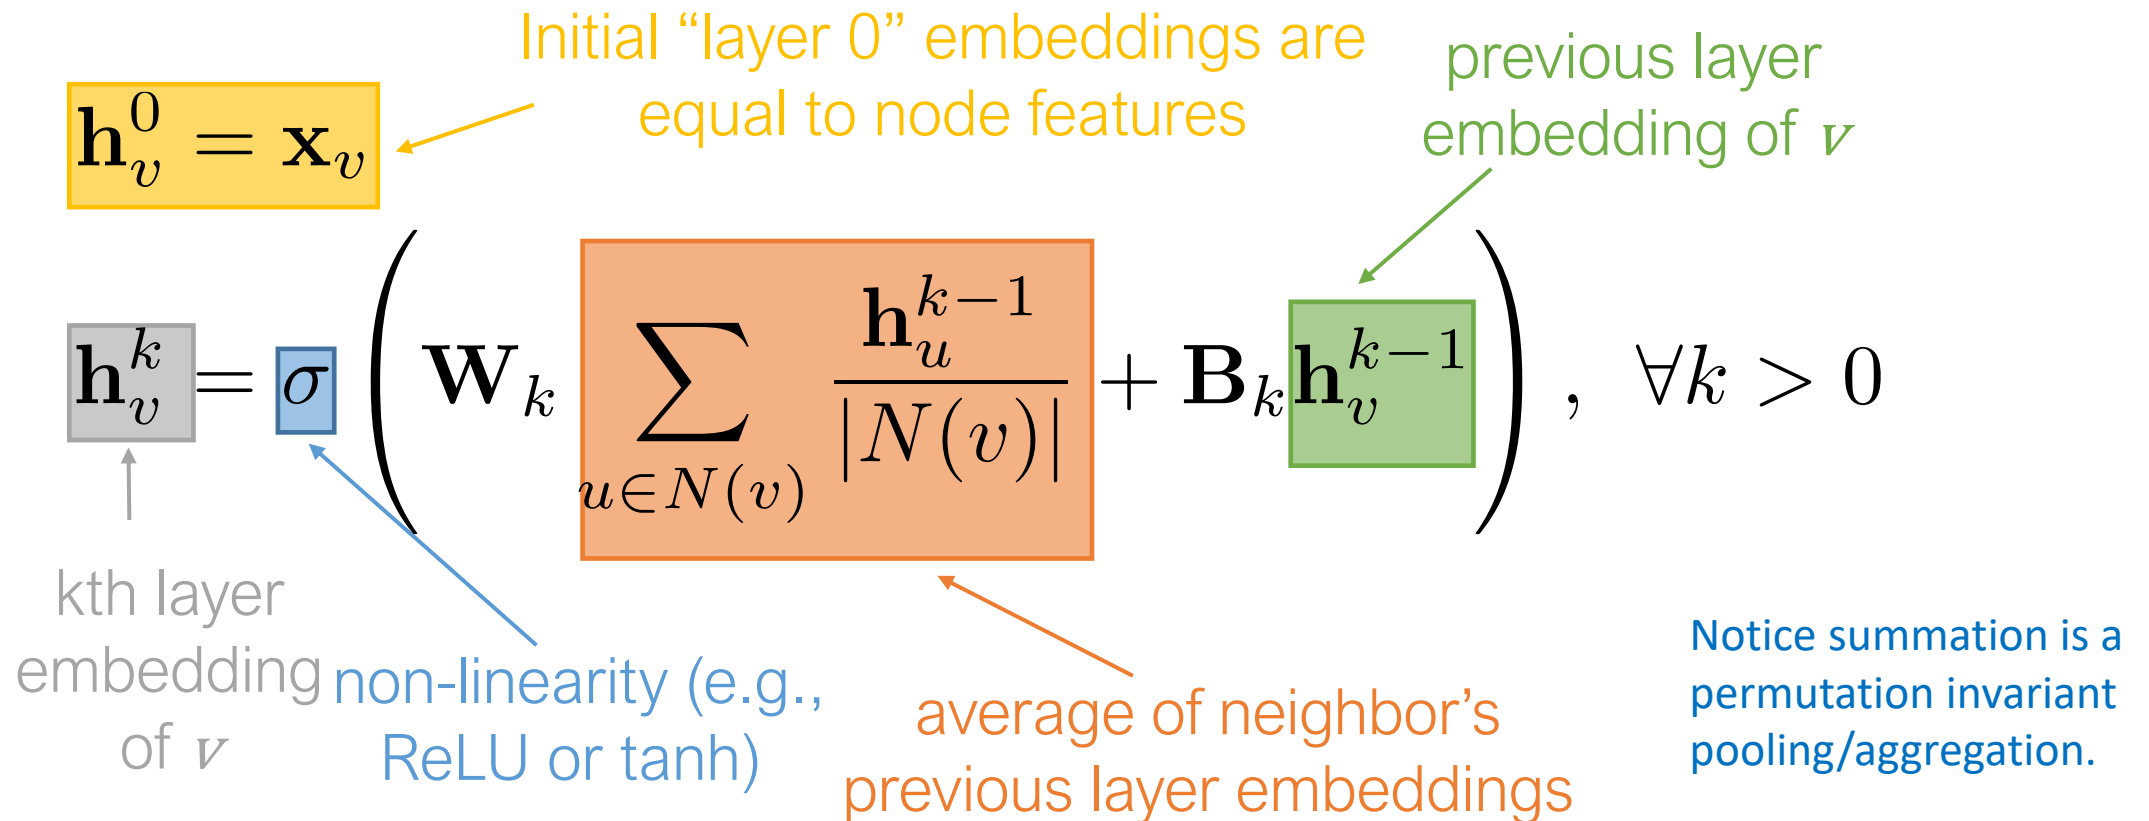 Initial “layer 0” embeddings are
equal to node features
previous layer
embedding of v
h_v^0 = x_v
h_v^k = σ ( W_k ∑_{u∈N(v)} h_u^{k−1} / |N(v)| + B_k h_v^{k−1} ) , ∀k > 0
kth layer
embedding
of v
non-linearity (e.g.,
ReLU or tanh)
average of neighbor’s
previous layer embeddings
Notice summation is a
permutation invariant
pooling/aggregation.